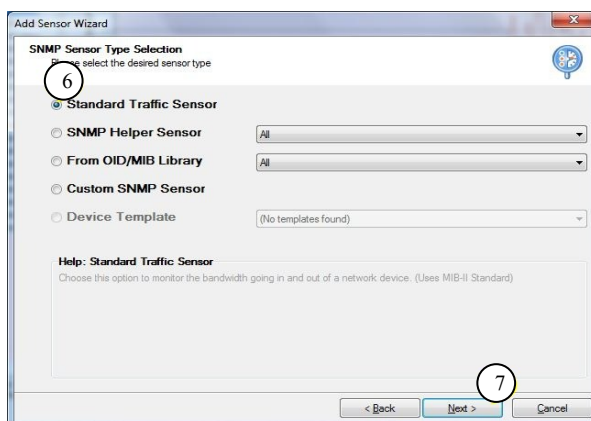 Add Sensor Wizard
SNMP Sensor Type Selection
Please select the desired sensor type
6
Standard Traffic Sensor
SNMP Helper Sensor All
From OID/MIB Library All
Custom SNMP Sensor
Device Template (No templates found)
Help: Standard Traffic Sensor
Choose this option to monitor the bandwidth going in and out of a network device. (Uses MIB-II Standard)
7
< Back Next > Cancel